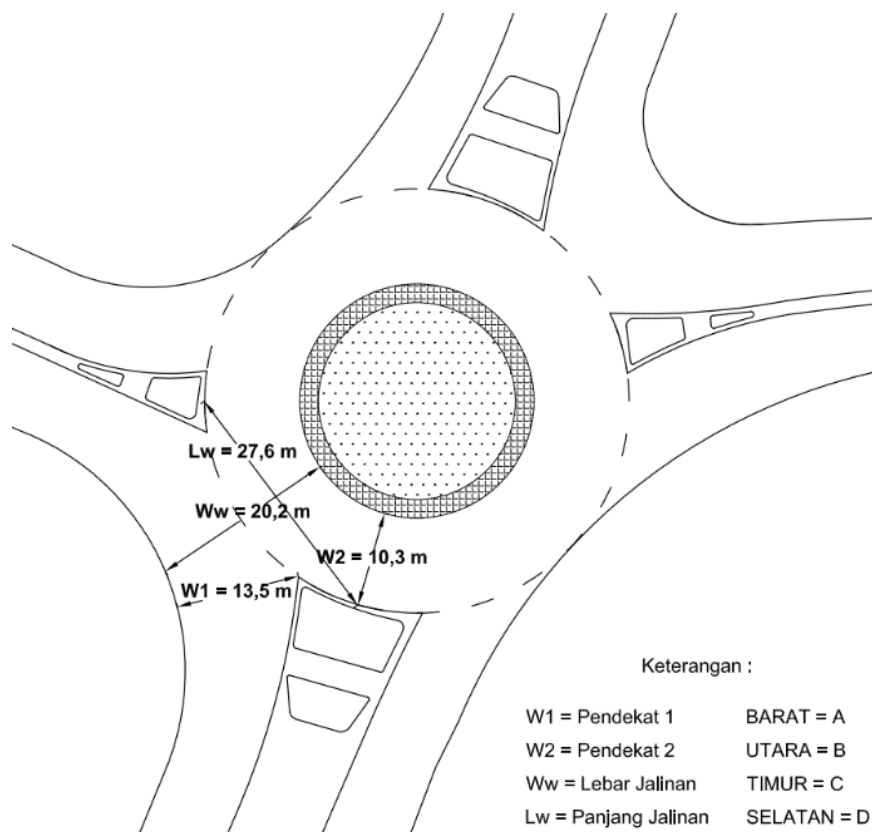 Lw = 27,6 m
Ww = 20,2 m
W2 = 10,3 m
W1 = 13,5 m
Keterangan :
W1 = Pendekat 1 BARAT = A
W2 = Pendekat 2 UTARA = B
Ww = Lebar Jalinan TIMUR = C
Lw = Panjang Jalinan SELATAN = D